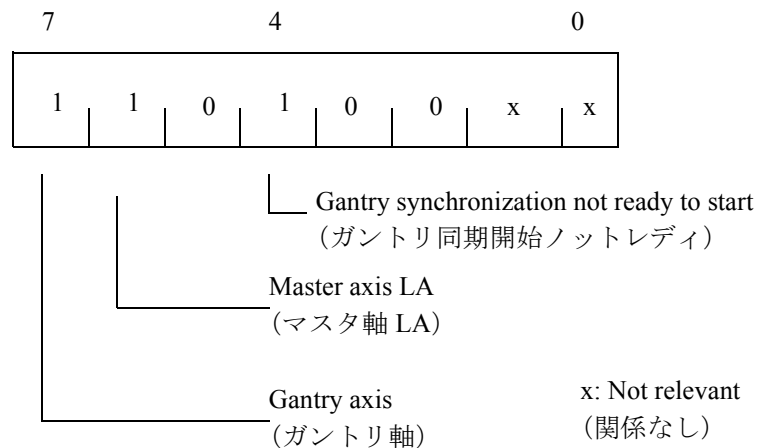 7 4 0
1 1 0 1 0 0 x x
Gantry synchronization not ready to start
（ガントリ同期開始ノットレディ）
Master axis LA
（マスタ軸 LA）
Gantry axis
（ガントリ軸）
x: Not relevant
（関係なし）